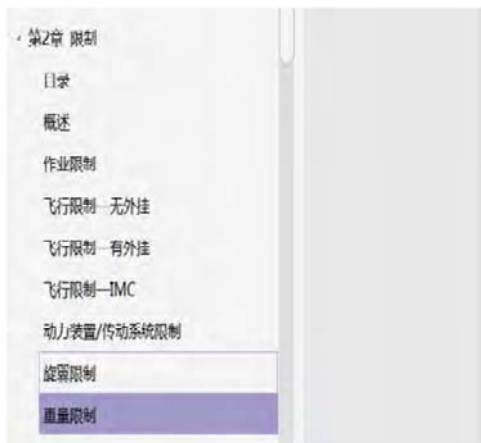 第2章 限制
目录
概述
作业限制
飞行限制—无外挂
飞行限制—有外挂
飞行限制—IMC
动力装置/传动系统限制
旋翼限制
重量限制